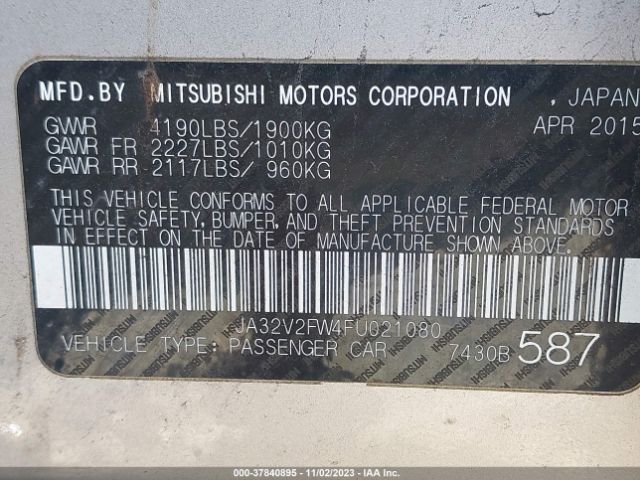 MFD.BY MITSUBISHI MOTORS CORPORATION , JAPAN
GVWR 4190LBS/1900KG APR 2015
GAWR FR 2227LBS/1010KG
GAWR RR 2117LBS/ 960KG
THIS VEHICLE CONFORMS TO ALL APPLICABLE FEDERAL MOTOR
VEHICLE SAFETY, BUMPER, AND THEFT PREVENTION STANDARDS
IN EFFECT ON THE DATE OF MANUFACTURE SHOWN ABOVE.
JA32V2FW4FU021080
VEHICLE TYPE: PASSENGER CAR 7430B 587
000-37840895 - 11/02/2023 - IAA Inc.